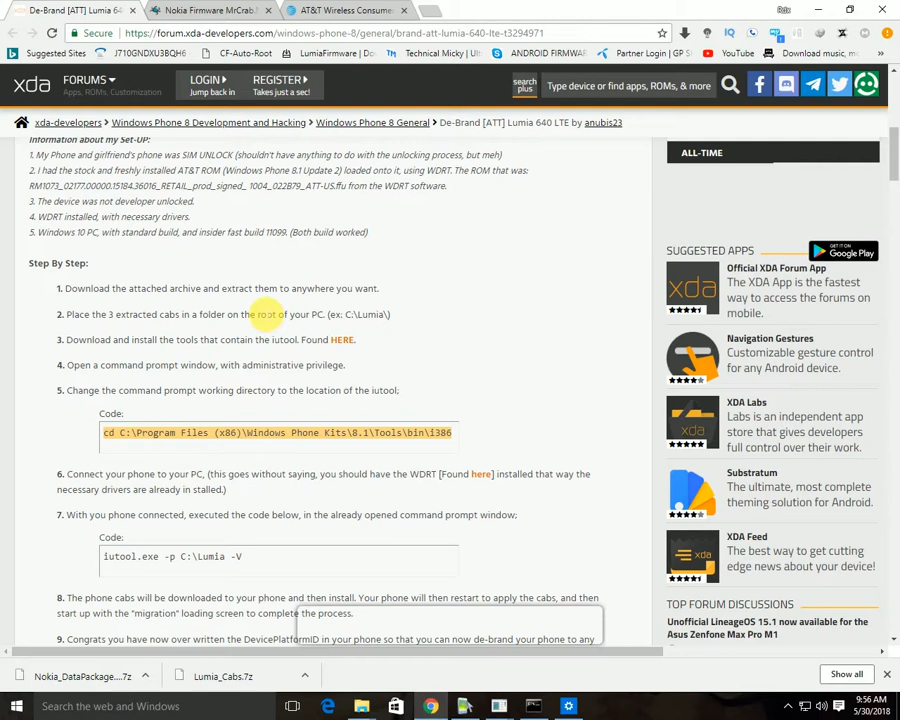 De-Brand [ATT] Lumia 640
Nokia Firmware MrCrab.N
AT&T Wireless Consume
Secure
https://forum.xda-developers.com/windows-phone-8/general/brand-att-lumia-640-lte-t3294971
Suggested Sites
J710GNDXU3BQH6
CF-Auto-Root
LumiaFirmware | Do
Technical Micky | Ult
ANDROID FIRMWAR
Partner Login | GP S
YouTube
Download music, mo
xda
FORUMS
Apps, ROMs, Customization
LOGIN
Jump back in
REGISTER
Takes just a sec!
search
plus
Type device or find apps, ROMs, & more
xda-developers
Windows Phone 8 Development and Hacking
Windows Phone 8 General
De-Brand [ATT] Lumia 640 LTE by anubis23
Information about my Set-UP:
1. My Phone and girlfriend's phone was SIM UNLOCK (shouldn't have anything to do with the unlocking process, but meh)
2. I had the stock and freshly installed AT&T ROM (Windows Phone 8.1 Update 2) loaded onto it, using WDRT. The ROM that was:
RM1073_02177.00000.15184.36016_RETAIL_prod_signed_ 1004_022B79_ATT-US.ffu from the WDRT software.
3. The device was not developer unlocked.
4. WDRT installed, with necessary drivers.
5. Windows 10 PC, with standard build, and insider fast build 11099. (Both build worked)
Step By Step:
1. Download the attached archive and extract them to anywhere you want.
2. Place the 3 extracted cabs in a folder on the root of your PC. (ex: C:\Lumia\)
3. Download and install the tools that contain the iutool. Found HERE.
4. Open a command prompt window, with administrative privilege.
5. Change the command prompt working directory to the location of the iutool;
Code:
cd C:\Program Files (x86)\Windows Phone Kits\8.1\Tools\bin\i386
6. Connect your phone to your PC, (this goes without saying, you should have the WDRT [Found here] installed that way the
necessary drivers are already in stalled.)
7. With you phone connected, executed the code below, in the already opened command prompt window;
Code:
iutool.exe -p C:\Lumia -V
8. The phone cabs will be downloaded to your phone and then install. Your phone will then restart to apply the cabs, and then
start up with the "migration" loading screen to complete the process.
9. Congrats you have now over written the DevicePlatformID in your phone so that you can now de-brand your phone to any
ALL-TIME
SUGGESTED APPS
GET IT ON
Google Play
xda
Official XDA Forum App
The XDA App is the fastest
way to access the forums on
mobile.
Navigation Gestures
Customizable gesture control
for any Android device.
XDA Labs
Labs is an independent app
store that gives developers
full control over their work.
Substratum
The ultimate, most complete
theming solution for Android.
XDA Feed
The best way to get cutting
edge news about your device!
TOP FORUM DISCUSSIONS
Unofficial LineageOS 15.1 now available for the
Asus Zenfone Max Pro M1
Nokia_DataPackage....7z
Lumia_Cabs.7z
Show all
Search the web and Windows
9:56 AM
5/30/2018